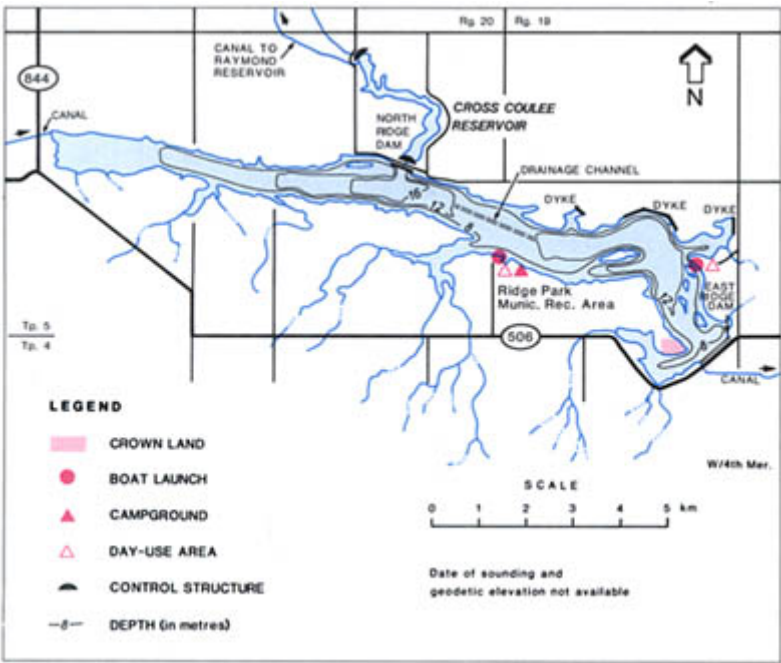 Rg. 20
Rg. 19
CANAL TO
RAYMOND
RESERVOIR
844
CANAL
N
CROSS COULEE
RESERVOIR
NORTH
RIDGE
DAM
DRAINAGE CHANNEL
DYKE
DYKE
DYKE
16
12
8
EAST
RIDGE
DAM
12
Ridge Park
Munic. Rec. Area
8
Tp. 5
Tp. 4
506
CANAL
LEGEND
CROWN LAND
BOAT LAUNCH
CAMPGROUND
DAY-USE AREA
CONTROL STRUCTURE
8
DEPTH (in metres)
W/4th Mer.
SCALE
0 1 2 3 4 5 km
Date of sounding and
geodetic elevation not available